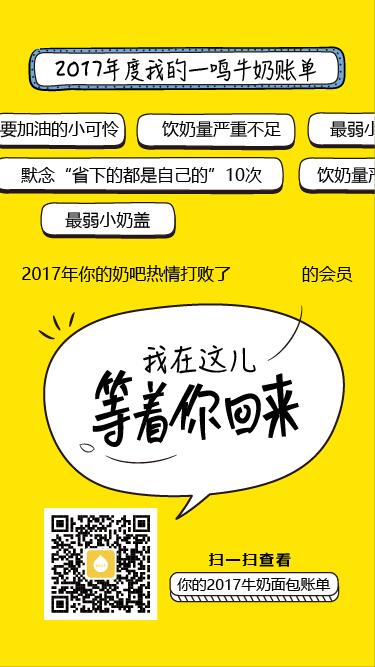 2017年度我的一鸣牛奶账单
要加油的小可怜 饮奶量严重不足 最弱小
默念“省下的都是自己的”10次 饮奶量严
最弱小奶盖
2017年你的奶吧热情打败了 的会员
我在这儿
等着你回来
扫一扫查看
你的2017牛奶面包账单